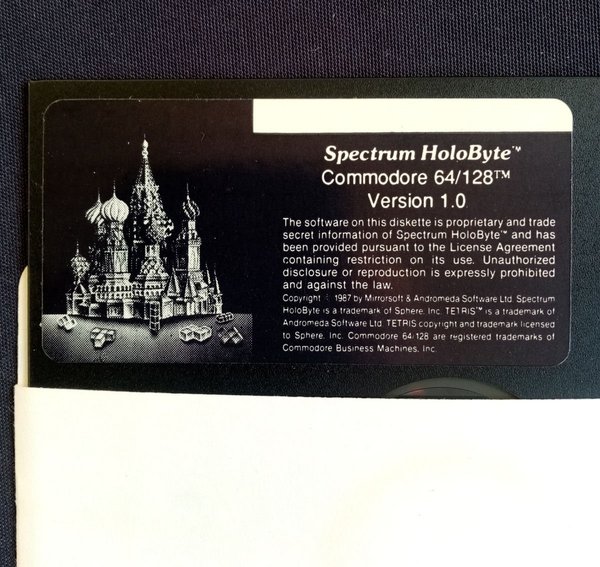 Spectrum HoloByte™
Commodore 64/128™
Version 1.0
The software on this diskette is proprietary and trade
secret information of Spectrum HoloByte™ and has
been provided pursuant to the License Agreement
containing restriction on its use. Unauthorized
disclosure or reproduction is expressly prohibited
and against the law.
Copyright © 1987 by Mirrorsoft & Andromeda Software Ltd. Spectrum
HoloByte is a trademark of Sphere, Inc. TETRIS™ is a trademark of
Andromeda Software Ltd. TETRIS copyright and trademark licensed
to Sphere, Inc. Commodore 64/128 are registered trademarks of
Commodore Business Machines, Inc.